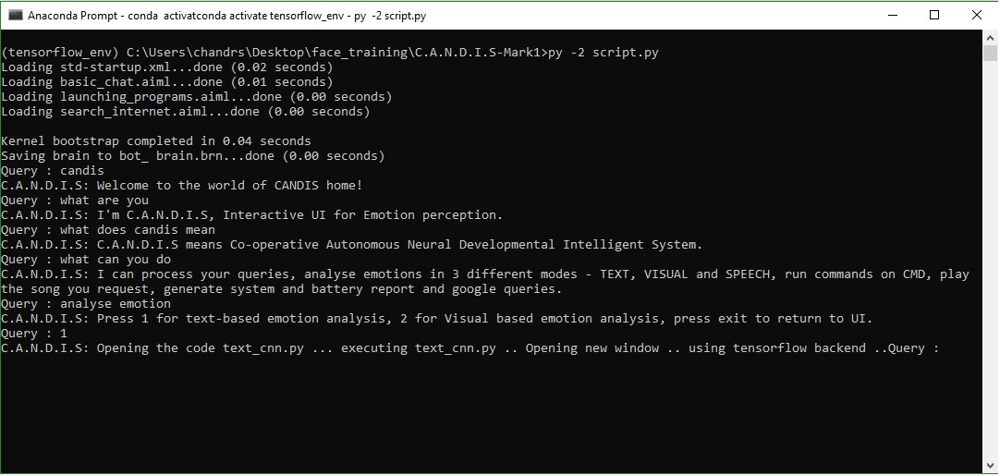 Anaconda Prompt - conda  activatconda activate tensorflow_env - py  -2 script.py
(tensorflow_env) C:\Users\chandrs\Desktop\face_training\C.A.N.D.I.S-Mark1>py -2 script.py
Loading std-startup.xml...done (0.02 seconds)
Loading basic_chat.aiml...done (0.01 seconds)
Loading launching_programs.aiml...done (0.00 seconds)
Loading search_internet.aiml...done (0.00 seconds)
Kernel bootstrap completed in 0.04 seconds
Saving brain to bot_ brain.brn...done (0.00 seconds)
Query : candis
C.A.N.D.I.S: Welcome to the world of CANDIS home!
Query : what are you
C.A.N.D.I.S: I'm C.A.N.D.I.S, Interactive UI for Emotion perception.
Query : what does candis mean
C.A.N.D.I.S: C.A.N.D.I.S means Co-operative Autonomous Neural Developmental Intelligent System.
Query : what can you do
C.A.N.D.I.S: I can process your queries, analyse emotions in 3 different modes - TEXT, VISUAL and SPEECH, run commands on CMD, play
the song you request, generate system and battery report and google queries.
Query : analyse emotion
C.A.N.D.I.S: Press 1 for text-based emotion analysis, 2 for Visual based emotion analysis, press exit to return to UI.
Query : 1
C.A.N.D.I.S: Opening the code text_cnn.py ... executing text_cnn.py .. Opening new window .. using tensorflow backend ..Query :